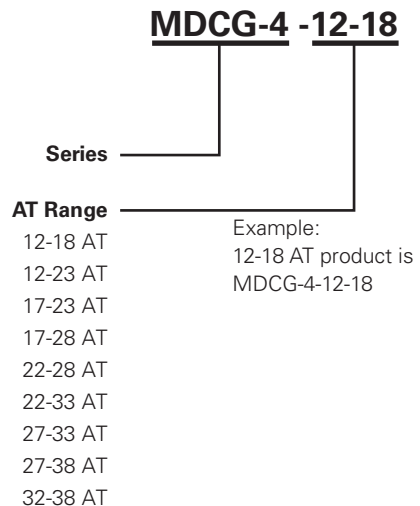 MDCG-4 -12-18
Series
AT Range
12-18 AT
12-23 AT
17-23 AT
17-28 AT
22-28 AT
22-33 AT
27-33 AT
27-38 AT
32-38 AT
Example:
12-18 AT product is
MDCG-4-12-18